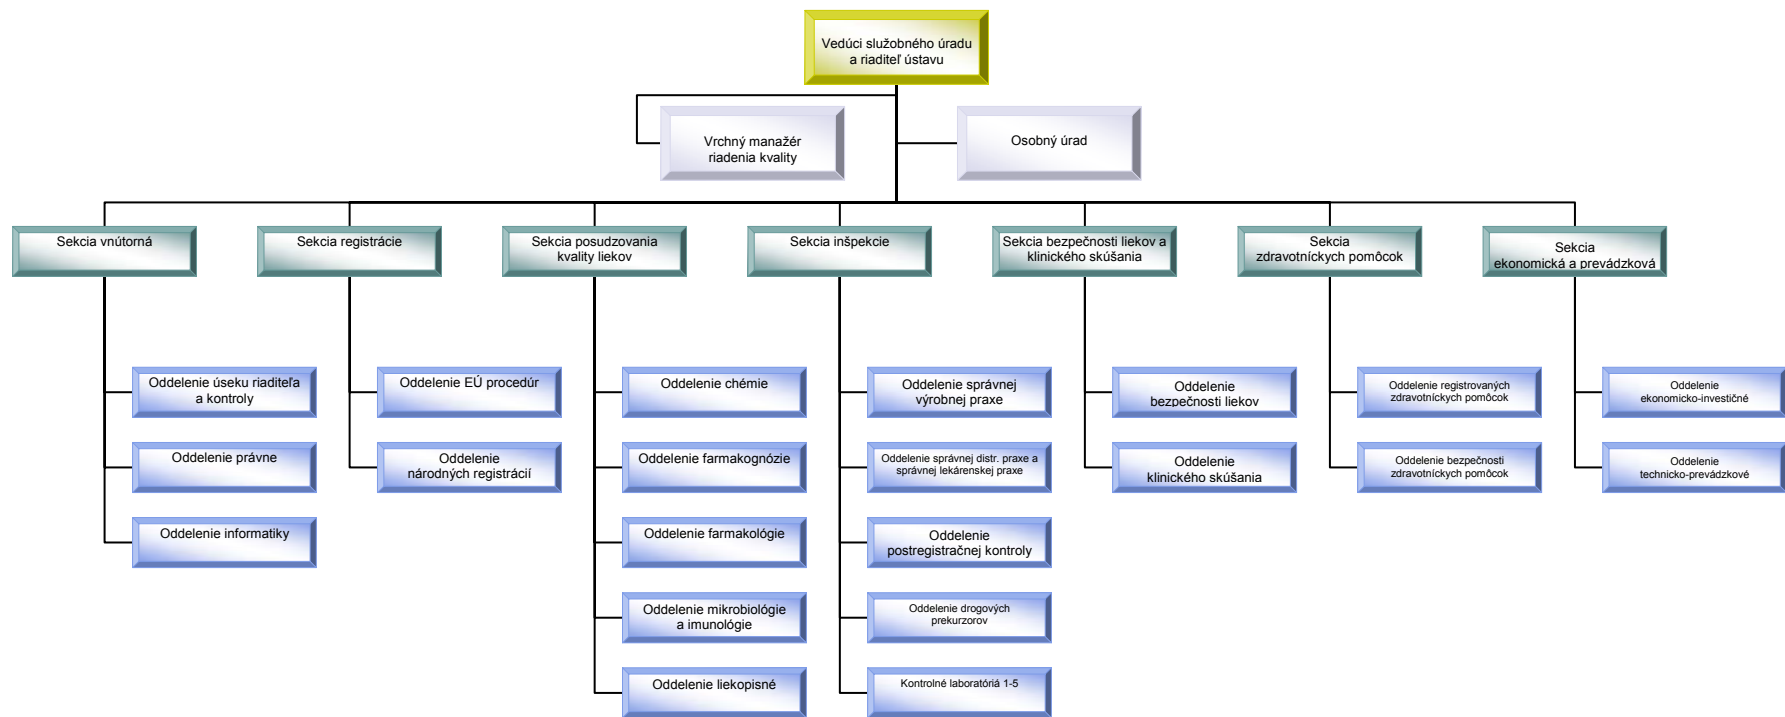 Vedúci služobného úradu
a riaditeľ ústavu
Vrchný manažér
riadenia kvality
Osobný úrad
Sekcia vnútorná
Sekcia registrácie
Sekcia posudzovania
kvality liekov
Sekcia inšpekcie
Sekcia bezpečnosti liekov a
klinického skúšania
Sekcia
zdravotníckych pomôcok
Sekcia
ekonomická a prevádzková
Oddelenie úseku riaditeľa
a kontroly
Oddelenie právne
Oddelenie informatiky
Oddelenie EÚ procedúr
Oddelenie
národných registrácií
Oddelenie chémie
Oddelenie farmakognózie
Oddelenie farmakológie
Oddelenie mikrobiológie
a imunológie
Oddelenie liekopisné
Oddelenie správnej
výrobnej praxe
Oddelenie správnej distr. praxe a
správnej lekárenskej praxe
Oddelenie
postregistračnej kontroly
Oddelenie drogových
prekurzorov
Kontrolné laboratóriá 1-5
Oddelenie
bezpečnosti liekov
Oddelenie
klinického skúšania
Oddelenie registrovaných
zdravotníckych pomôcok
Oddelenie bezpečnosti
zdravotníckych pomôcok
Oddelenie
ekonomicko-investičné
Oddelenie
technicko-prevádzkové